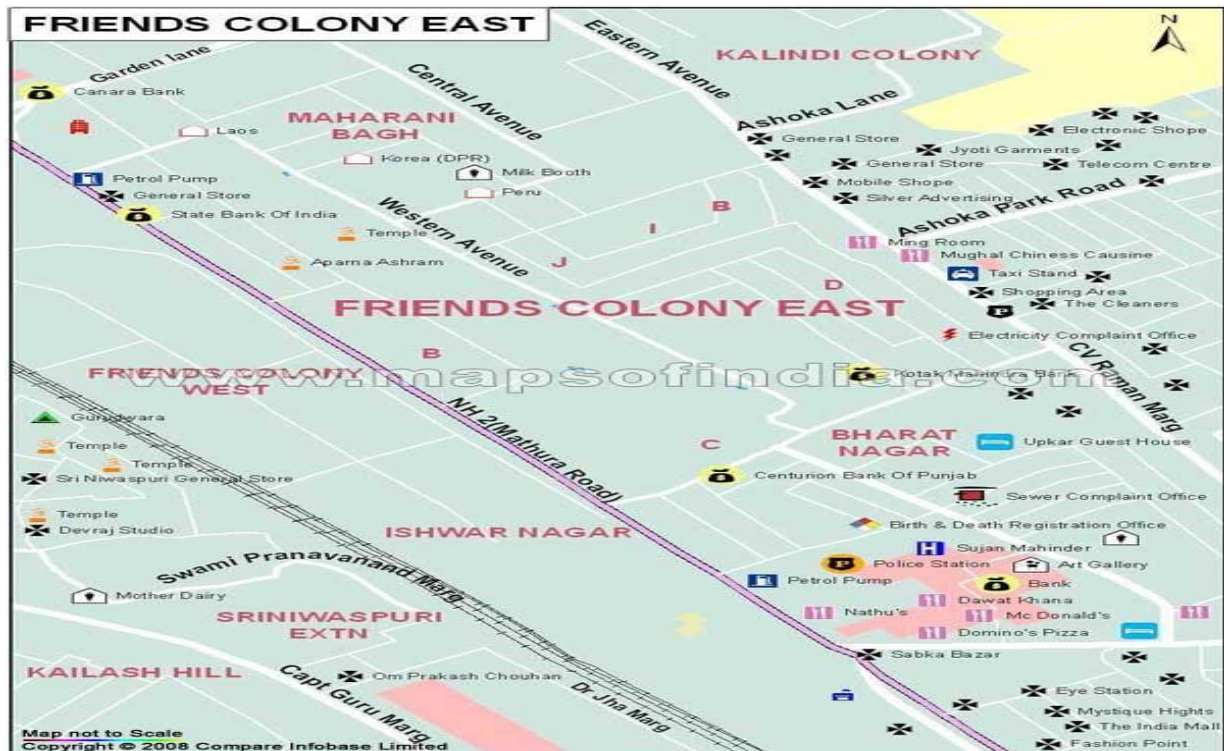 FRIENDS COLONY EAST
N
Garden lane
Canara Bank
Central Avenue
Eastern Avenue
KALINDI COLONY
Ashoka Lane
MAHARANI
BAGH
Laos
Korea (DPR)
Milk Booth
Peru
General Store
Electronic Shope
Jyoti Garments
General Store
Telecom Centre
Mobile Shope
Silver Advertising
Ashoka Park Road
Petrol Pump
General Store
State Bank Of India
Western Avenue
Temple
Aparna Ashram
B
I
J
D
Ming Room
Mughal Chiness Causine
Taxi Stand
Shopping Area
P
The Cleaners
Electricity Complaint Office
FRIENDS COLONY EAST
B
FRIENDS COLONY
WEST
www.mapsofindia.com
Kotak Mahindra Bank
CV Raman Marg
Gurudwara
Temple
Temple
Sri Niwaspuri General Store
Temple
Devraj Studio
NH 2(Mathura Road)
C
BHARAT
NAGAR
Upkar Guest House
Centurion Bank Of Punjab
Sewer Complaint Office
ISHWAR NAGAR
Birth & Death Registration Office
H
Sujan Mahinder
P
Police Station
Art Gallery
Petrol Pump
Bank
Dawat Khana
Nathu's
Mc Donald's
Domino's Pizza
Sabka Bazar
Swami Pranavanand Marg
Mother Dairy
SRINIWASPURI
EXTN
KAILASH HILL
Om Prakash Chouhan
Capt Guru Marg
Dr Jha Marg
Eye Station
Mystique Hights
The India Mall
Fashion Point
Map not to Scale
Copyright © 2008 Compare Infobase Limited